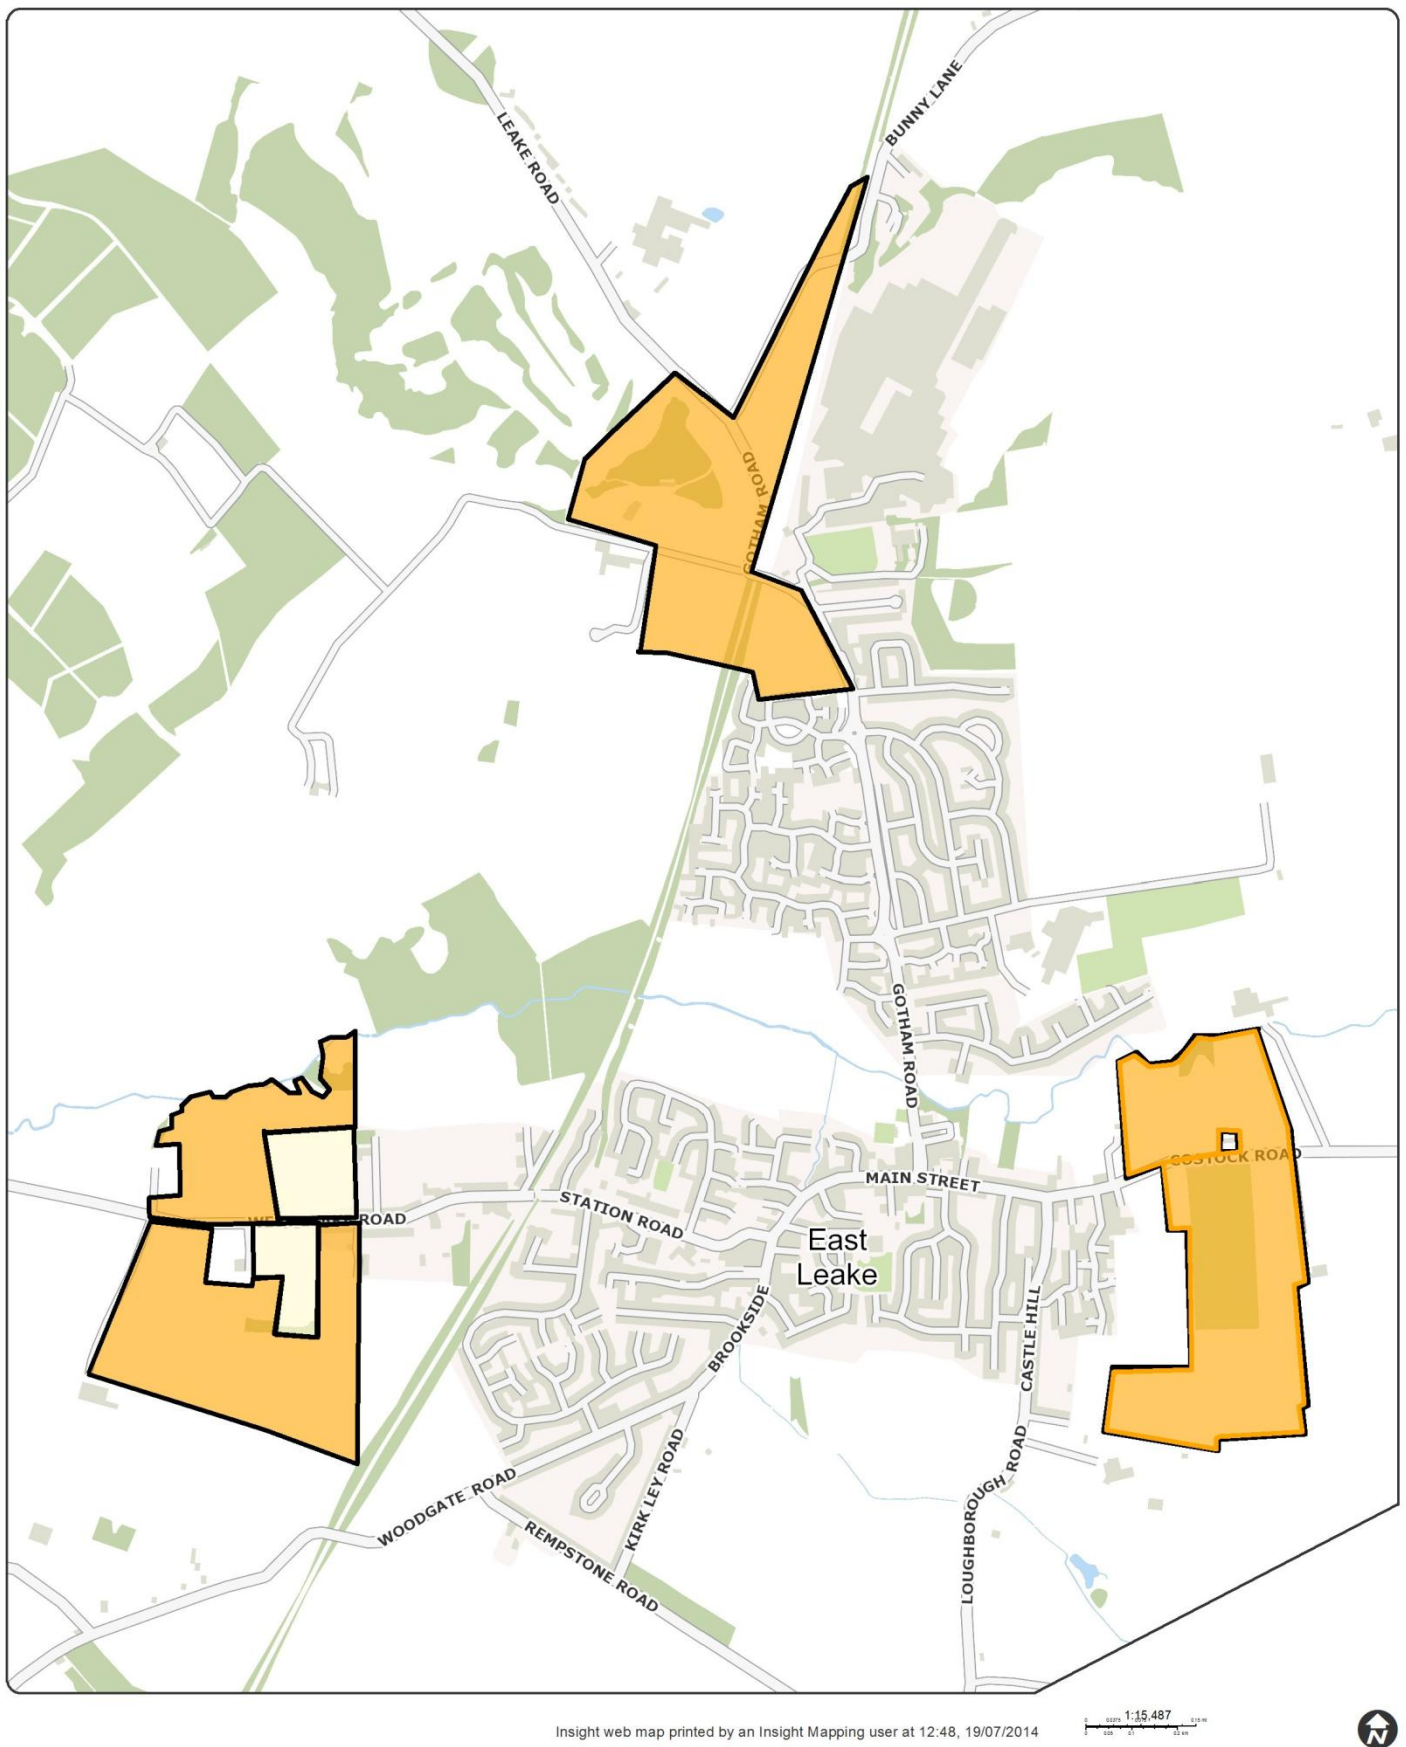 BUNNY LANE
LEAKE ROAD
GOTHAM ROAD
GOTHAM ROAD
COSTOCK ROAD
MAIN STREET
STATION ROAD
ROAD
East
Leake
BROOKSIDE
CASTLE HILL
KIRK LEY ROAD
LOUGHBOROUGH ROAD
WOODGATE ROAD
REMPSTONE ROAD
1:15,487
Insight web map printed by an Insight Mapping user at 12:48, 19/07/2014
N